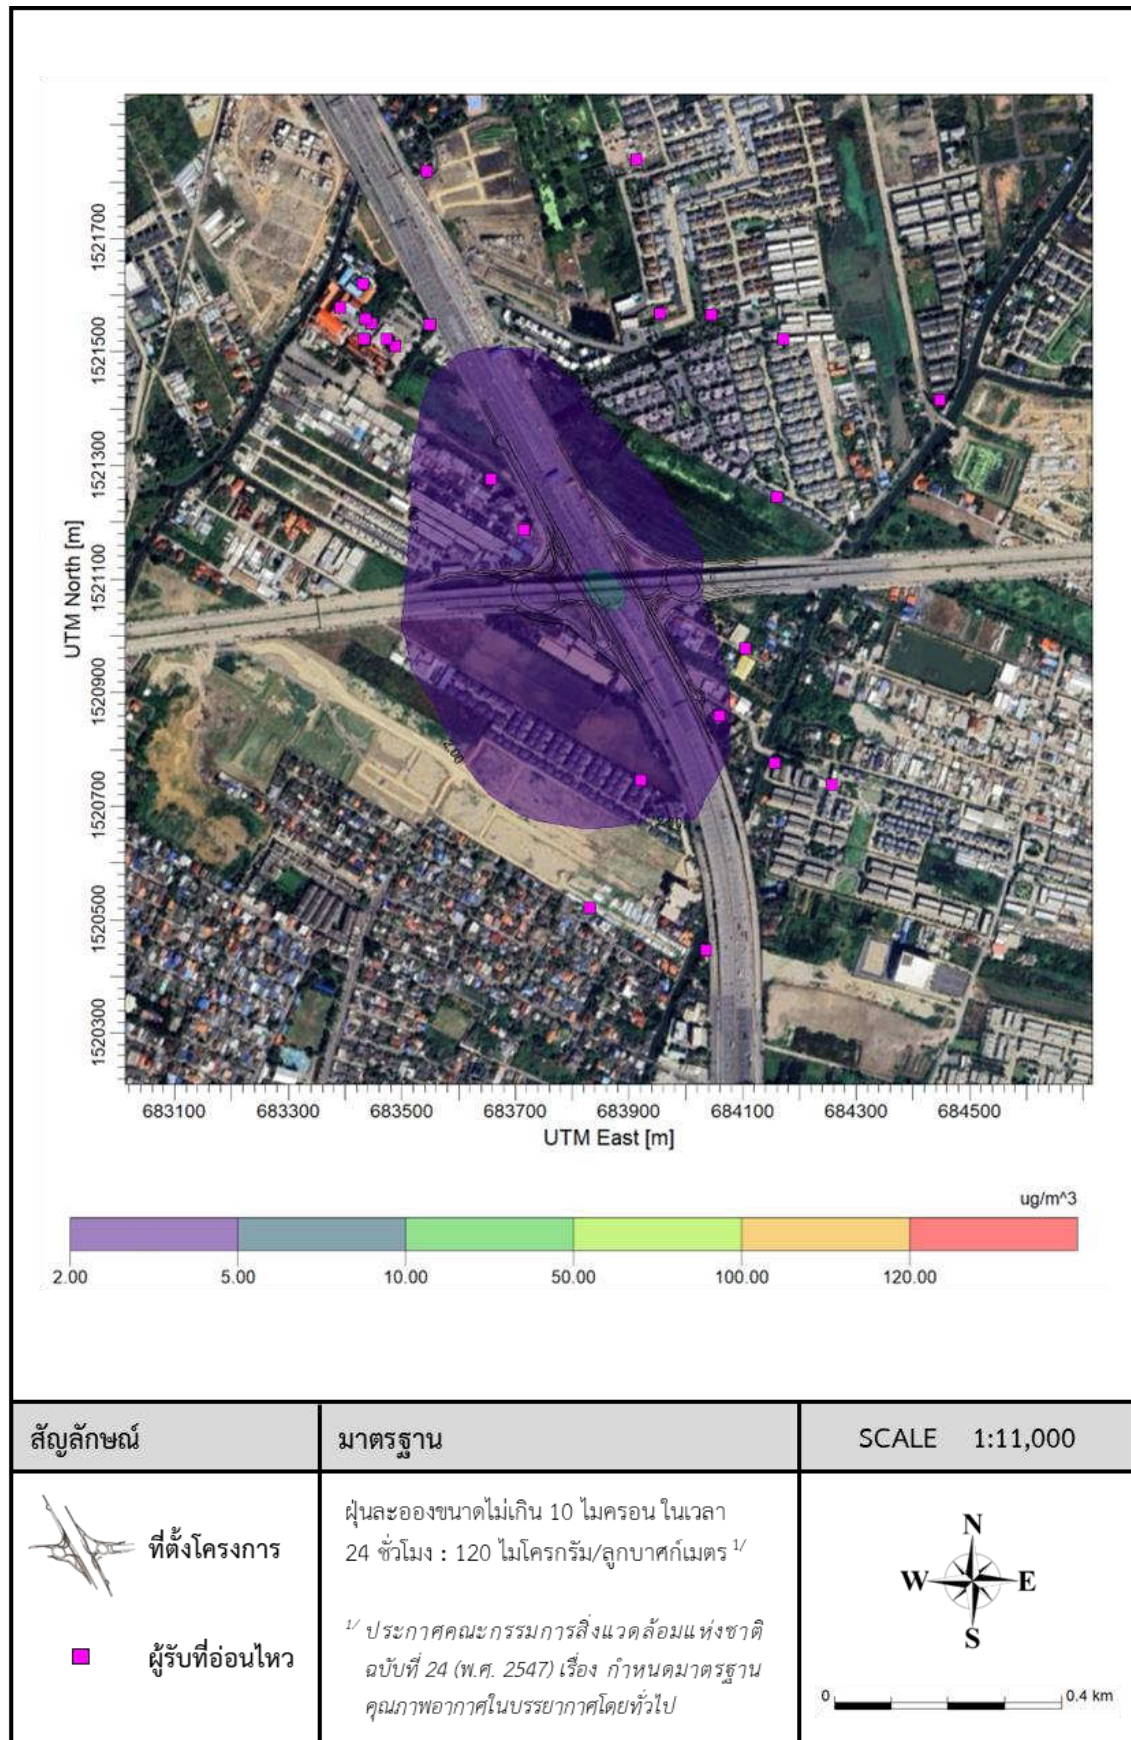 UTM North [m]
1521700
1521500
1521300
1521100
1520900
1520700
1520500
1520300
2.00
683100 683300 683500 683700 683900 684100 684300 684500
UTM East [m]
ug/m^3
2.00 5.00 10.00 50.00 100.00 120.00
สัญลักษณ์
ที่ตั้งโครงการ
ผู้รับที่อ่อนไหว
มาตรฐาน
ฝุ่นละอองขนาดไม่เกิน 10 ไมครอน ในเวลา
24 ชั่วโมง : 120 ไมโครกรัม/ลูกบาศก์เมตร 1/
1/ ประกาศคณะกรรมการสิ่งแวดล้อมแห่งชาติ
ฉบับที่ 24 (พ.ศ. 2547) เรื่อง กำหนดมาตรฐาน
คุณภาพอากาศในบรรยากาศโดยทั่วไป
SCALE 1:11,000
N
W E
S
0 0.4 km